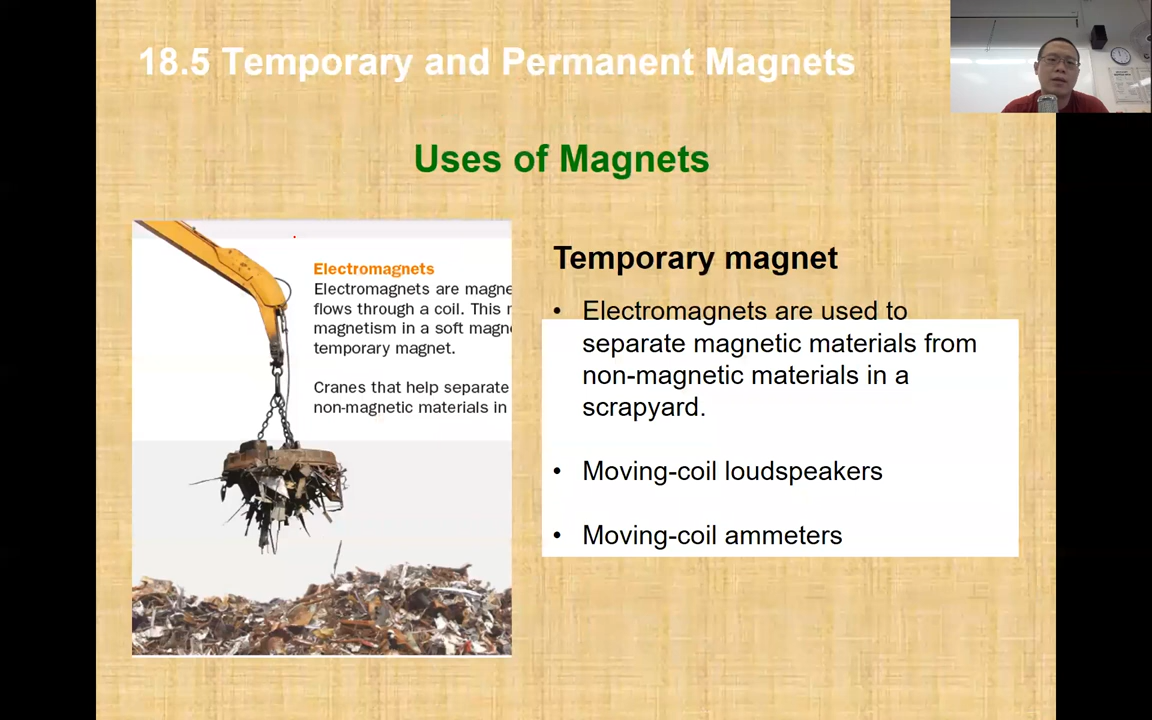 18.5 Temporary and Permanent Magnets
Uses of Magnets
Electromagnets
Electromagnets are magne
flows through a coil. This
magnetism in a soft magn
temporary magnet.
Cranes that help separate
non-magnetic materials in
Temporary magnet
• Electromagnets are used to
separate magnetic materials from
non-magnetic materials in a
scrapyard.
• Moving-coil loudspeakers
• Moving-coil ammeters